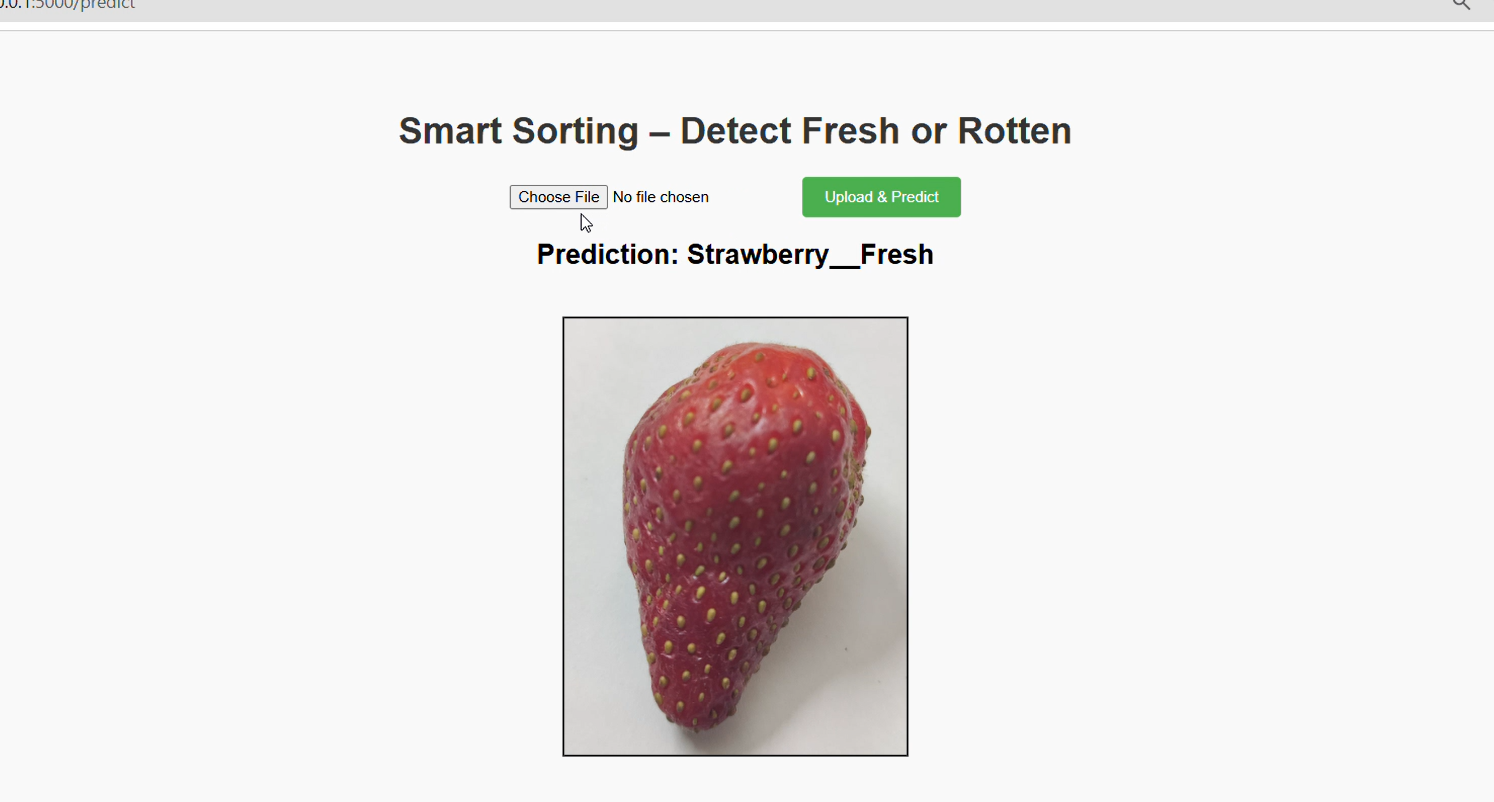 0.0.1:5000/predict
Smart Sorting – Detect Fresh or Rotten
Choose File No file chosen Upload & Predict
Prediction: Strawberry__Fresh